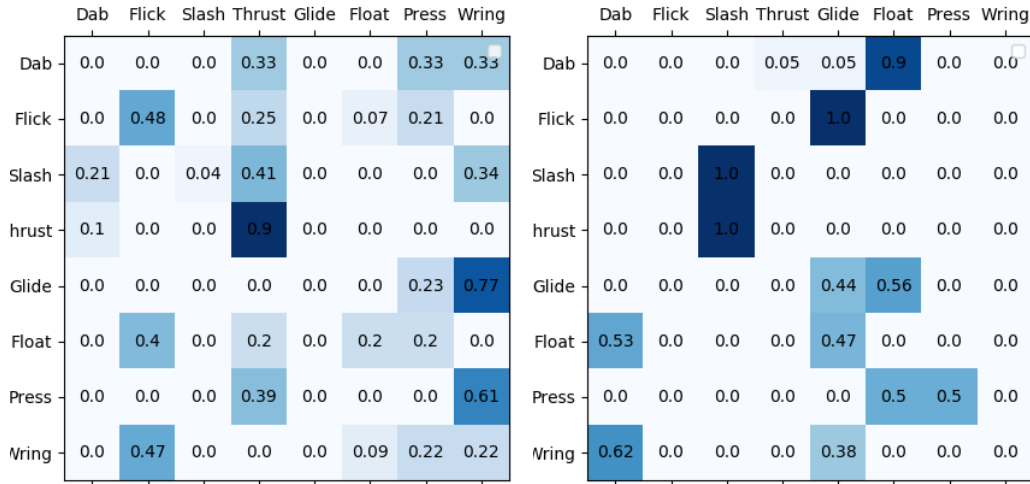 Dab Flick Slash Thrust Glide Float Press Wring
Dab 0.0 0.0 0.0 0.33 0.0 0.0 0.33 0.33
Flick 0.0 0.48 0.0 0.25 0.0 0.07 0.21 0.0
Slash 0.21 0.0 0.04 0.41 0.0 0.0 0.0 0.34
hrust 0.1 0.0 0.0 0.9 0.0 0.0 0.0 0.0
Glide 0.0 0.0 0.0 0.0 0.0 0.0 0.23 0.77
Float 0.0 0.4 0.0 0.2 0.0 0.2 0.2 0.0
Press 0.0 0.0 0.0 0.39 0.0 0.0 0.0 0.61
Wring 0.0 0.47 0.0 0.0 0.0 0.09 0.22 0.22
Dab Flick Slash Thrust Glide Float Press Wring
Dab 0.0 0.0 0.0 0.05 0.05 0.9 0.0 0.0
Flick 0.0 0.0 0.0 0.0 1.0 0.0 0.0 0.0
Slash 0.0 0.0 1.0 0.0 0.0 0.0 0.0 0.0
hrust 0.0 0.0 1.0 0.0 0.0 0.0 0.0 0.0
Glide 0.0 0.0 0.0 0.0 0.44 0.56 0.0 0.0
Float 0.53 0.0 0.0 0.0 0.47 0.0 0.0 0.0
Press 0.0 0.0 0.0 0.0 0.0 0.5 0.5 0.0
Wring 0.62 0.0 0.0 0.0 0.38 0.0 0.0 0.0